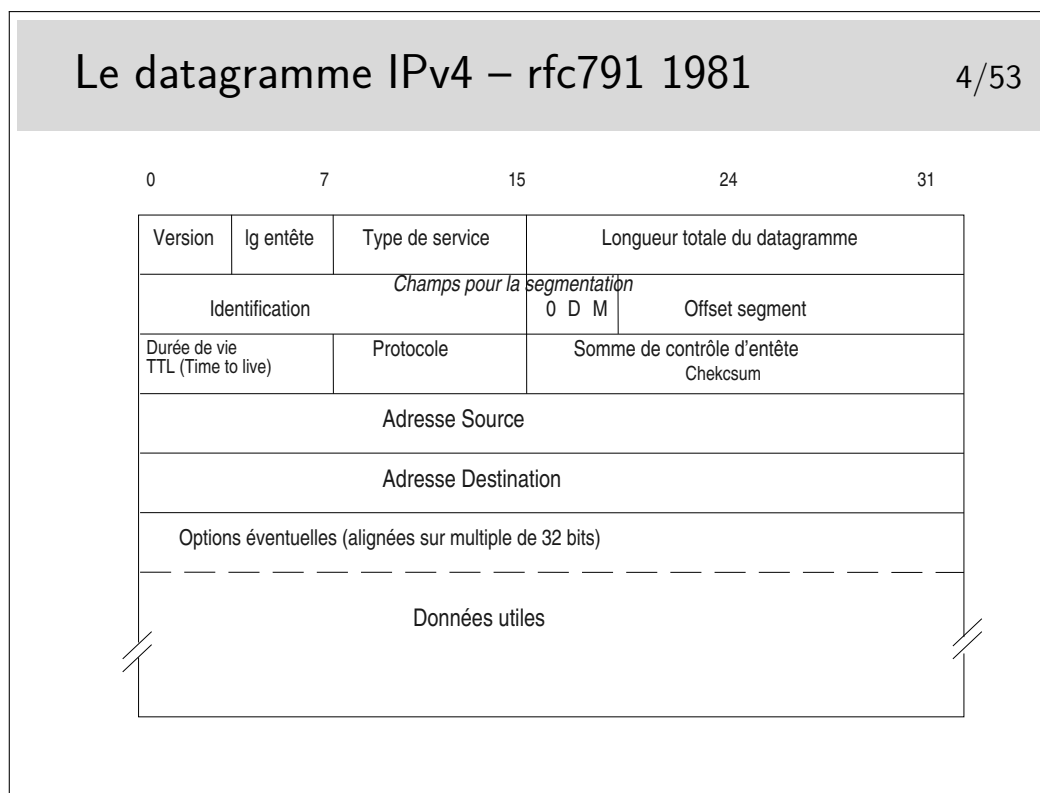 Le datagramme IPv4 – rfc791 1981 4/53
0 7 15 24 31
Version lg entête Type de service Longueur totale du datagramme
Champs pour la segmentation
Identification 0 D M Offset segment
Durée de vie Protocole Somme de contrôle d'entête
TTL (Time to live) Chekcsum
Adresse Source
Adresse Destination
Options éventuelles (alignées sur multiple de 32 bits)
Données utiles